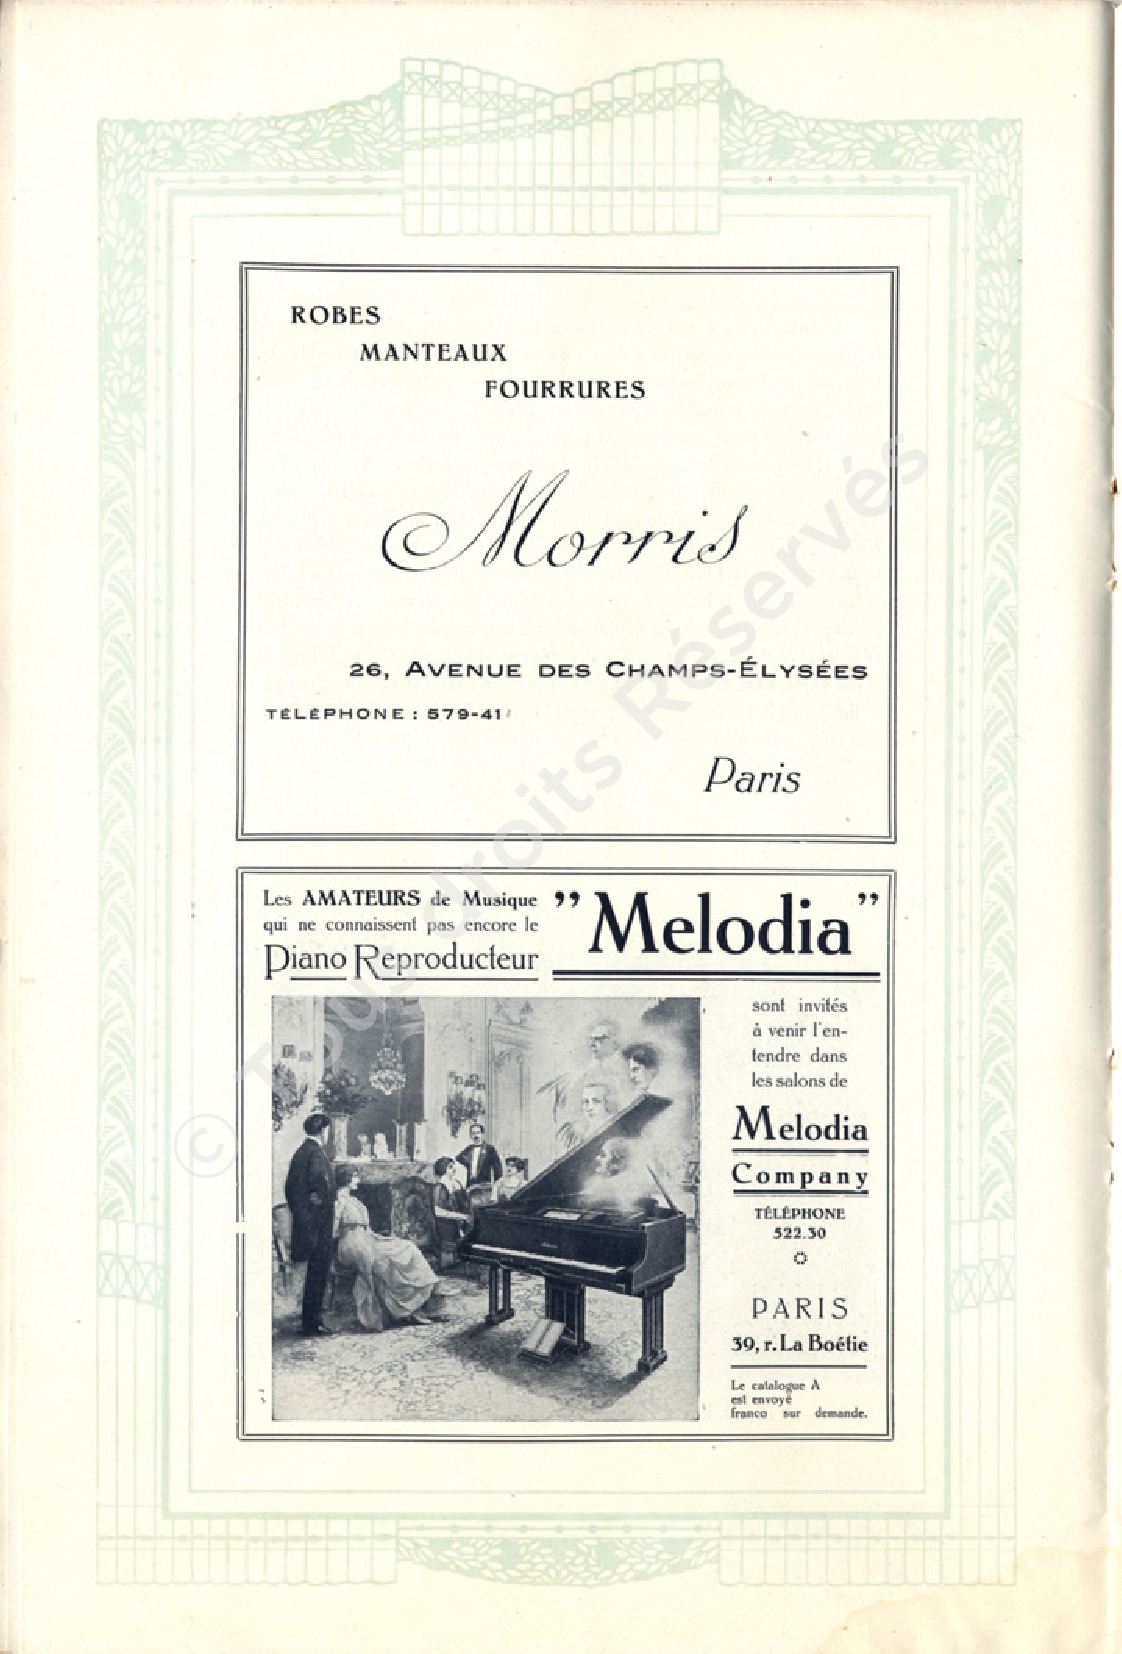 ROBES
MANTEAUX
FOURRURES
Morris
26, AVENUE DES CHAMPS-ÉLYSÉES
TÉLÉPHONE : 579-41
Paris
Les AMATEURS de Musique
qui ne connaissent pas encore le
Piano Reproducteur
"Melodia"
sont invités
à venir l'en-
tendre dans
les salons de
Melodia
Company
TÉLÉPHONE
522.30
PARIS
39, r. La Boétie
Le catalogue A
est envoyé
franco sur demande.
© Tous droits Réservés